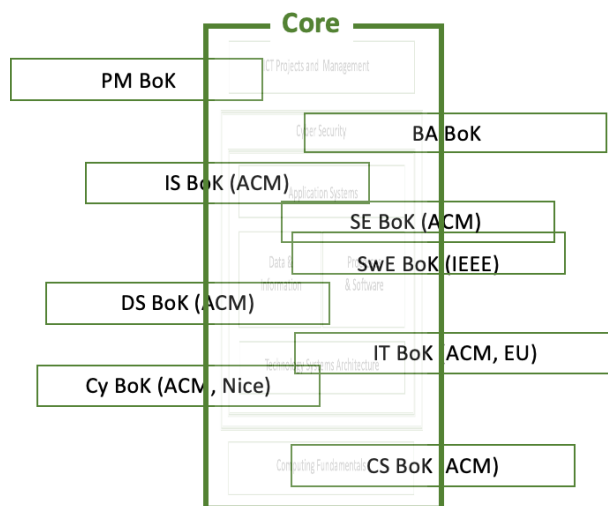 Core
ICT Projects and Management
PM BoK
Cyber Security
BA BoK
IS BoK (ACM)
Application Systems
SE BoK (ACM)
Data &
Information
& Software
SwE BoK (IEEE)
DS BoK (ACM)
IT BoK (ACM, EU)
Technology Systems Architecture
Cy BoK (ACM, Nice)
Computing Fundamentals
CS BoK (ACM)